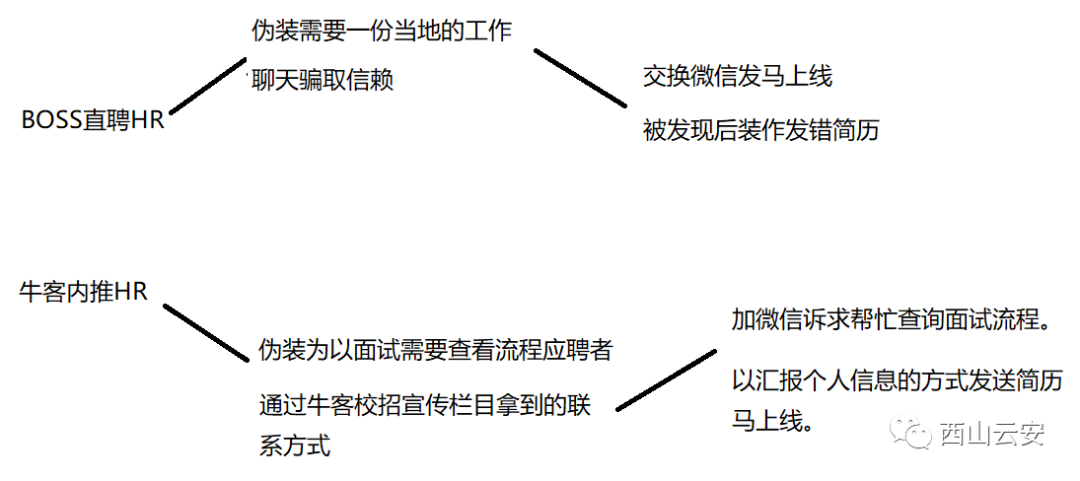 伪装需要一份当地的工作
聊天骗取信赖
BOSS直聘HR
交换微信发马上线
被发现后装作发错简历
牛客内推HR
伪装为以面试需要查看流程应聘者
通过牛客校招宣传栏目拿到的联
系方式
加微信诉求帮忙查询面试流程。
以汇报个人信息的方式发送简历
马上线。
西山云安